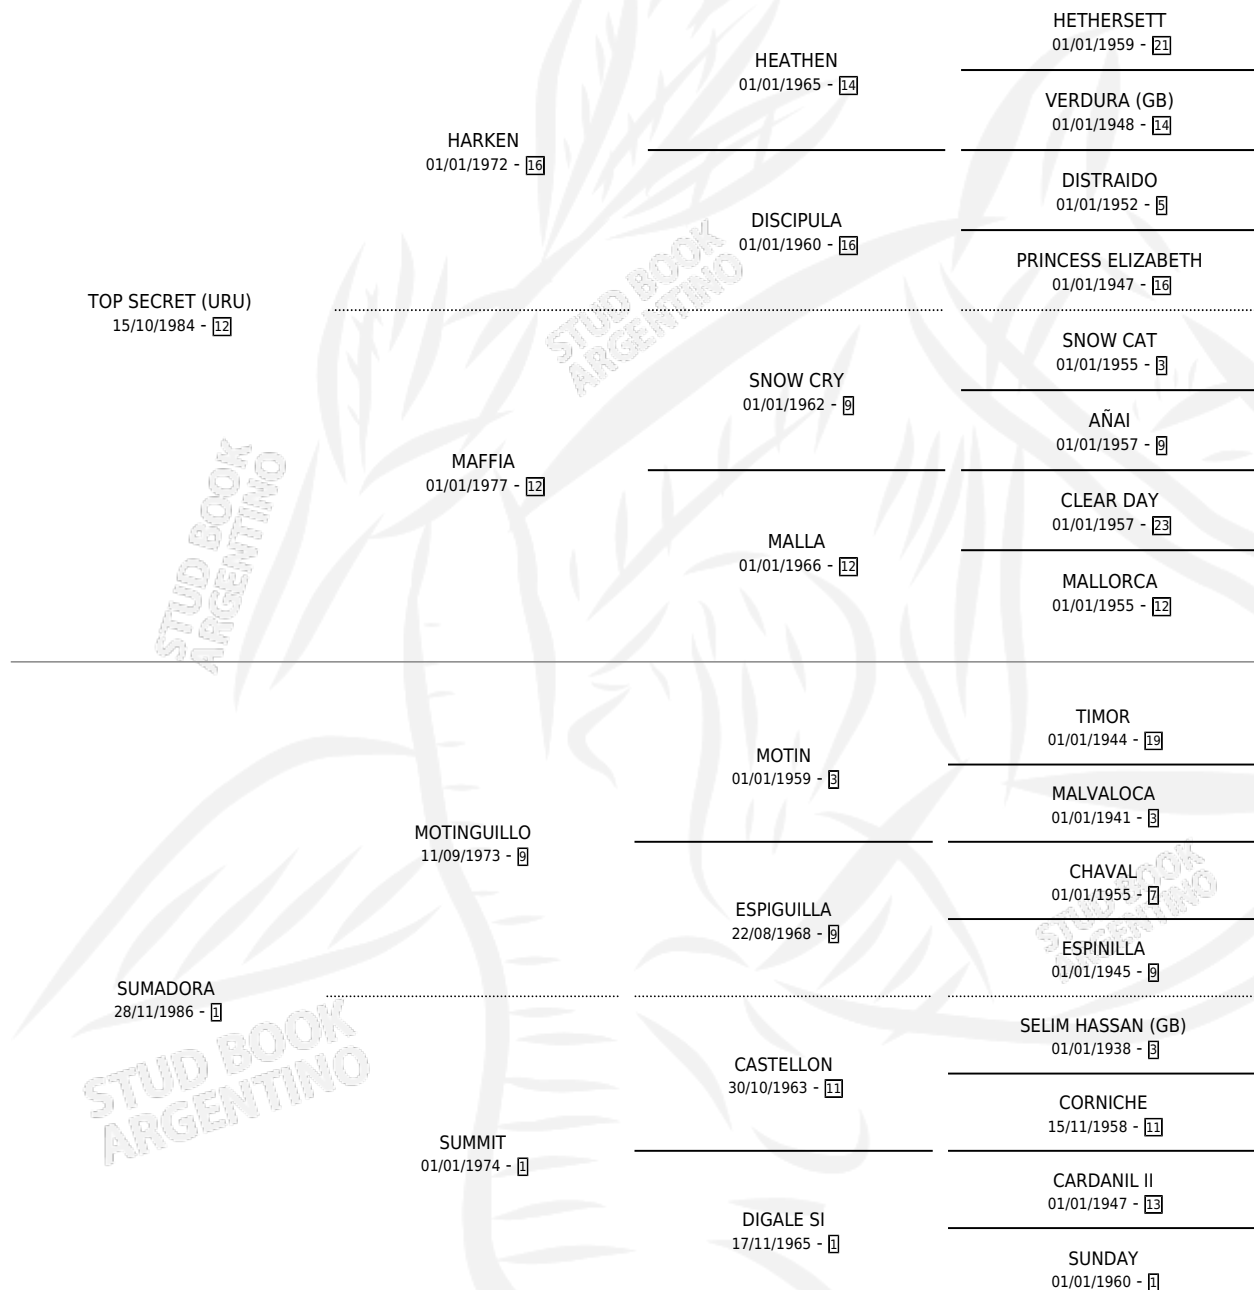 HETHERSETT
01/01/1959 - 21
HEATHEN
01/01/1965 - 14
VERDURA (GB)
01/01/1948 - 14
HARKEN
01/01/1972 - 16
DISTRAIDO
01/01/1952 - 5
DISCIPULA
01/01/1960 - 16
PRINCESS ELIZABETH
01/01/1947 - 16
TOP SECRET (URU)
15/10/1984 - 12
SNOW CAT
01/01/1955 - 3
SNOW CRY
01/01/1962 - 9
AÑAI
01/01/1957 - 9
MAFFIA
01/01/1977 - 12
CLEAR DAY
01/01/1957 - 23
MALLA
01/01/1966 - 12
MALLORCA
01/01/1955 - 12
TIMOR
01/01/1944 - 19
MOTIN
01/01/1959 - 3
MALVALOCA
01/01/1941 - 3
MOTINGUILLO
11/09/1973 - 9
CHAVAL
01/01/1955 - 7
ESPIGUILLA
22/08/1968 - 9
ESPINILLA
01/01/1945 - 9
SUMADORA
28/11/1986 - 1
SELIM HASSAN (GB)
01/01/1938 - 3
CASTELLON
30/10/1963 - 11
CORNICHE
15/11/1958 - 11
SUMMIT
01/01/1974 - 1
CARDANIL II
01/01/1947 - 13
DIGALE SI
17/11/1965 - 1
SUNDAY
01/01/1960 - 1
STUD BOOK
ARGENTINO
STUD BOOK
ARGENTINO
STUD BOOK
ARGENTINO
STUD BOOK
ARGENTINO